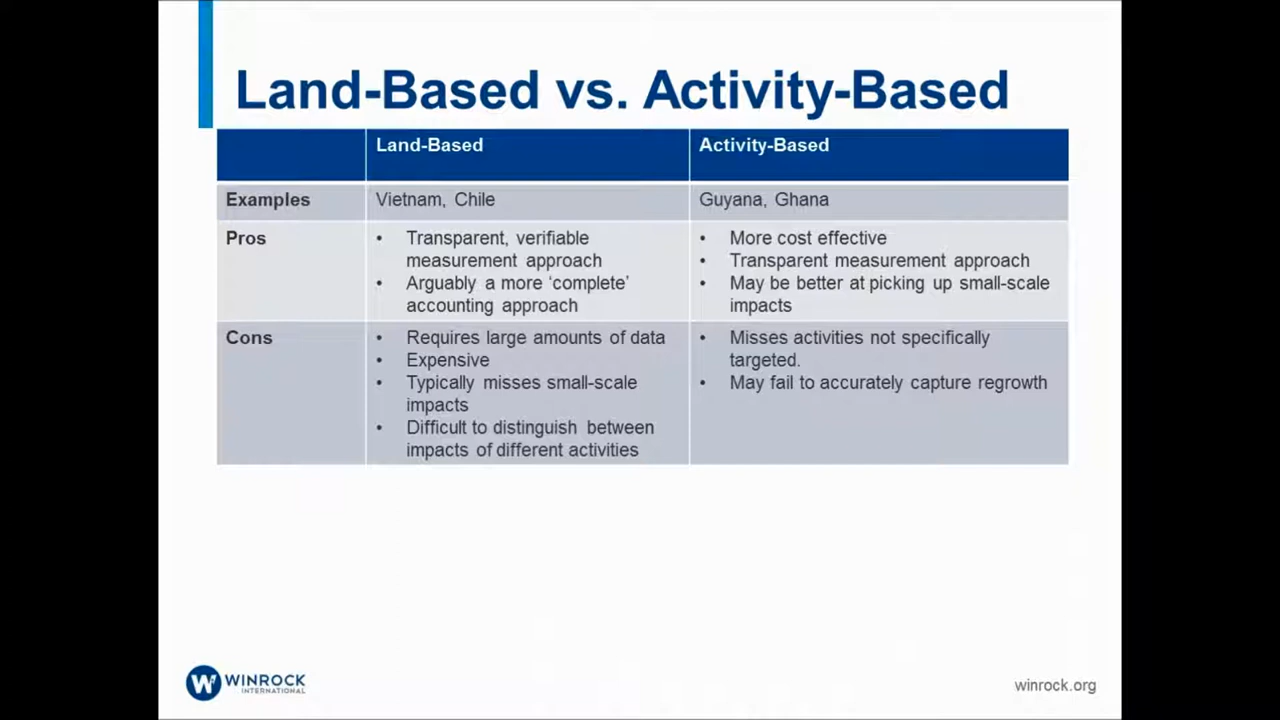 Land-Based vs. Activity-Based
Land-Based
Activity-Based
Examples
Vietnam, Chile
Guyana, Ghana
Pros
• Transparent, verifiable
measurement approach
• Arguably a more ‘complete’
accounting approach
• More cost effective
• Transparent measurement approach
• May be better at picking up small-scale
impacts
Cons
• Requires large amounts of data
• Expensive
• Typically misses small-scale
impacts
• Difficult to distinguish between
impacts of different activities
• Misses activities not specifically
targeted.
• May fail to accurately capture regrowth
W WINROCK
INTERNATIONAL
winrock.org